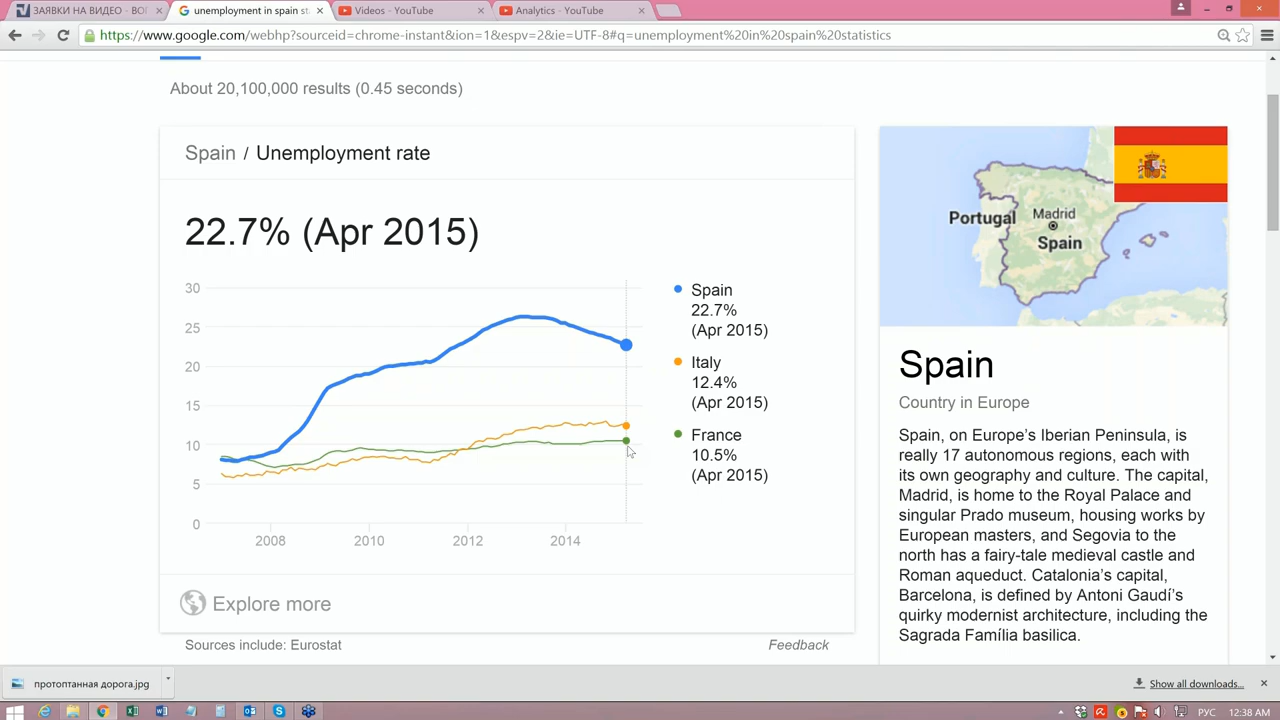 ЗАЯВКИ НА ВИДЕО - ВО
unemployment in spain st
Videos - YouTube
Analytics - YouTube
https://www.google.com/webhp?sourceid=chrome-instant&ion=1&espv=2&ie=UTF-8#q=unemployment%20in%20spain%20statistics
About 20,100,000 results (0.45 seconds)
Spain / Unemployment rate
22.7% (Apr 2015)
30
25
20
15
10
5
0
2008
2010
2012
2014
Spain
22.7%
(Apr 2015)
Italy
12.4%
(Apr 2015)
France
10.5%
(Apr 2015)
Explore more
Sources include: Eurostat
Feedback
Portugal
Madrid
Spain
Spain
Country in Europe
Spain, on Europe's Iberian Peninsula, is
really 17 autonomous regions, each with
its own geography and culture. The capital,
Madrid, is home to the Royal Palace and
singular Prado museum, housing works by
European masters, and Segovia to the
north has a fairy-tale medieval castle and
Roman aqueduct. Catalonia's capital,
Barcelona, is defined by Antoni Gaudí's
quirky modernist architecture, including the
Sagrada Família basilica.
протоптанная дорога.jpg
Show all downloads...
РУС
12:38 AM